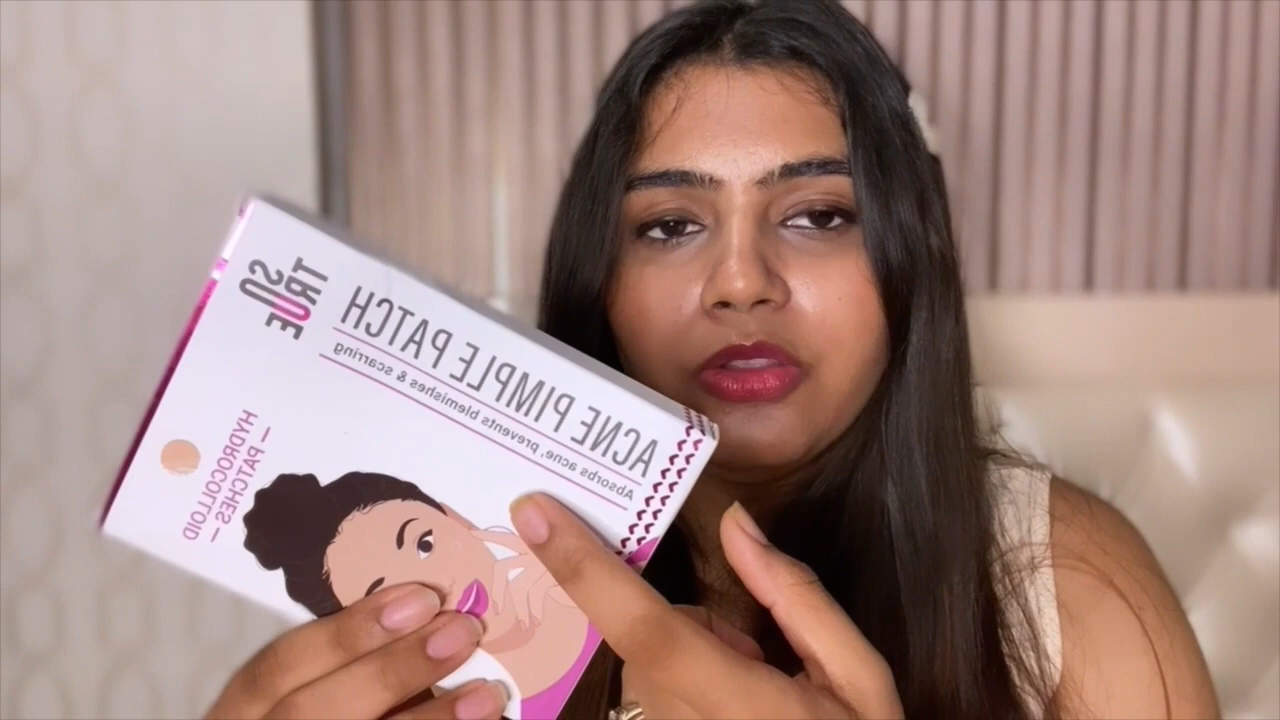 SO
TRUE
ACNE PIMPLE PATCH
Absorbs acne, prevents blemishes & scarring
HYDROCOLLOID
— PATCHES —